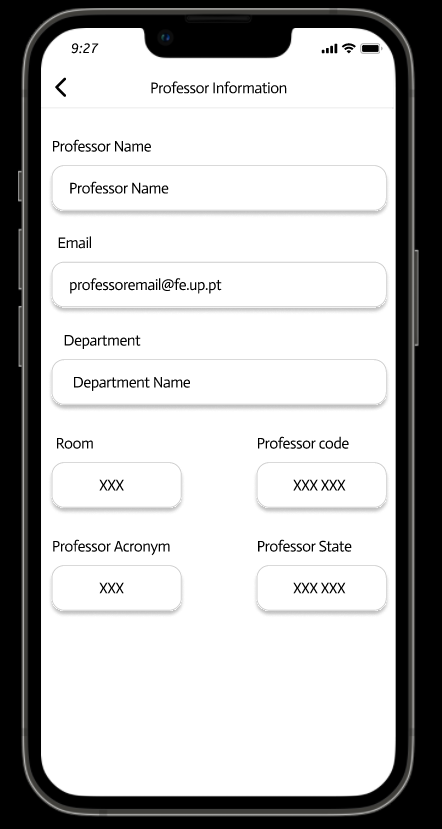 9:27
Professor Information
Professor Name
Professor Name
Email
professoremail@fe.up.pt
Department
Department Name
Room Professor code
XXX XXX XXX
Professor Acronym Professor State
XXX XXX XXX